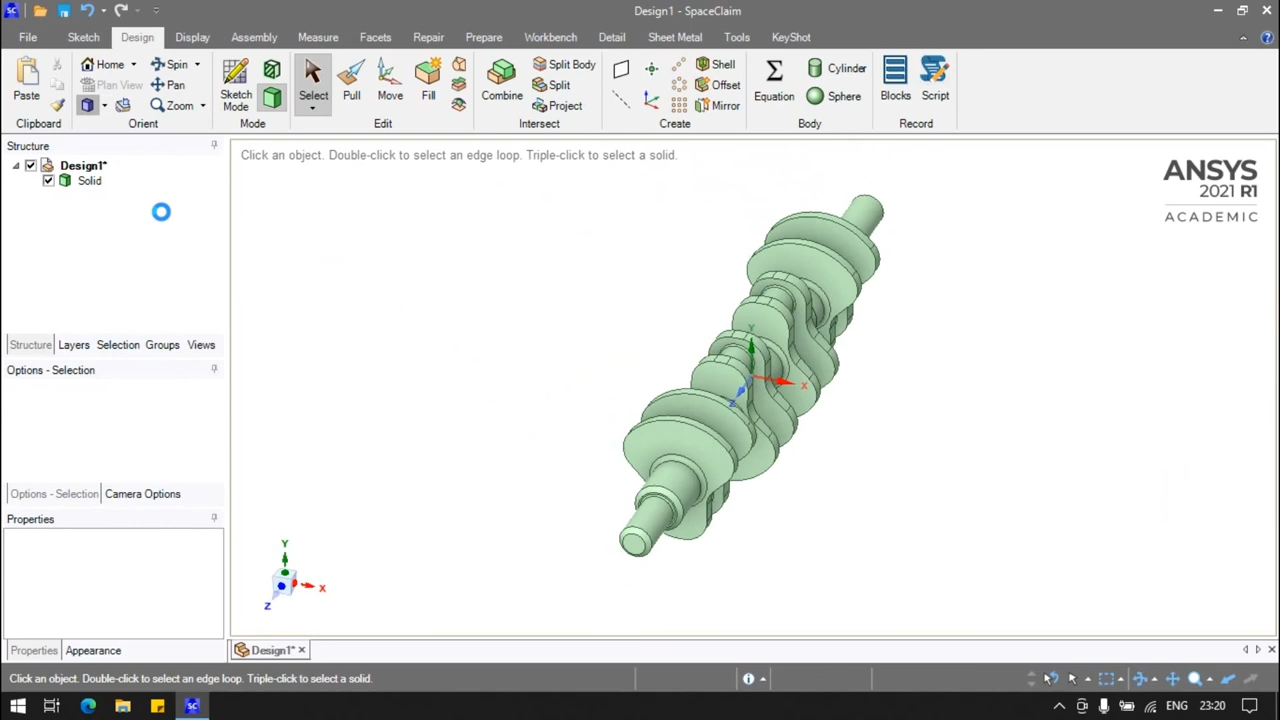 Design1 - SpaceClaim
File Sketch Design Display Assembly Measure Facets Repair Prepare Workbench Detail Sheet Metal Tools KeyShot
Paste
Clipboard
Home Spin
Plan View Pan
Zoom
Orient
Sketch Mode
Mode
Select Pull Move Fill
Edit
Combine
Split Body
Split
Project
Intersect
Shell
Offset
Mirror
Create
Equation
Cylinder
Sphere
Body
Blocks Script
Record
Structure
Design1*
Solid
Click an object. Double-click to select an edge loop. Triple-click to select a solid.
ANSYS
2021 R1
ACADEMIC
Y
X
Z
Structure Layers Selection Groups Views
Options - Selection
Options - Selection Camera Options
Properties
Y
X
Z
Properties Appearance
Design1*
Click an object. Double-click to select an edge loop. Triple-click to select a solid.
ENG 23:20